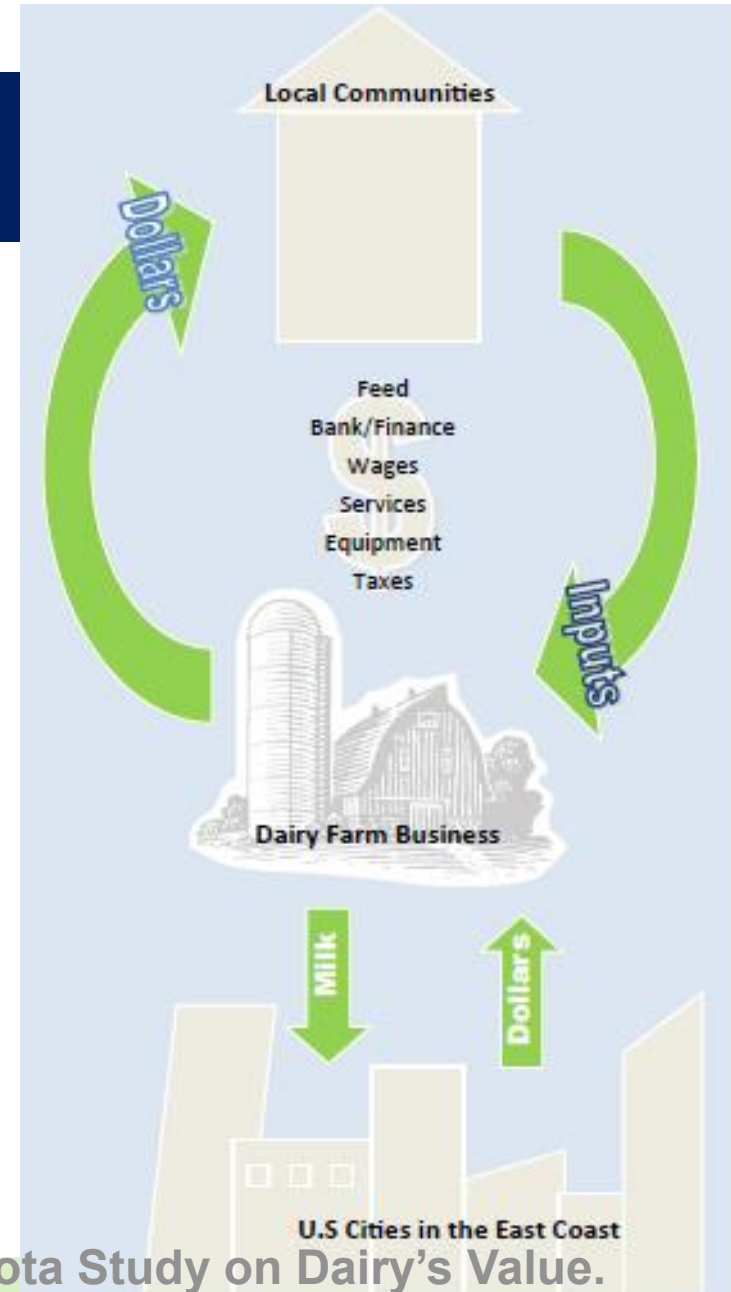 Local Communities
Dollars
Feed
Bank/Finance
Wages
Services
Equipment
Taxes
Inputs
Dairy Farm Business
Milk
Dollars
U.S Cities in the East Coast
Study on Dairy's Value.